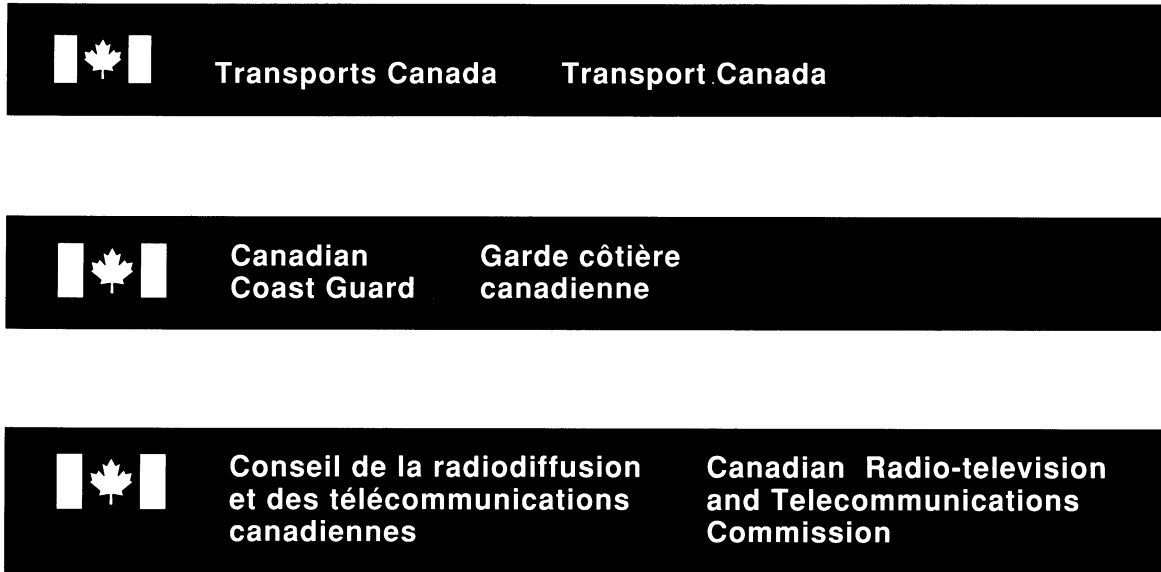 Transports Canada
Transport Canada
Canadian
Coast Guard
Garde côtière
canadienne
Conseil de la radiodiffusion
et des télécommunications
canadiennes
Canadian Radio-television
and Telecommunications
Commission